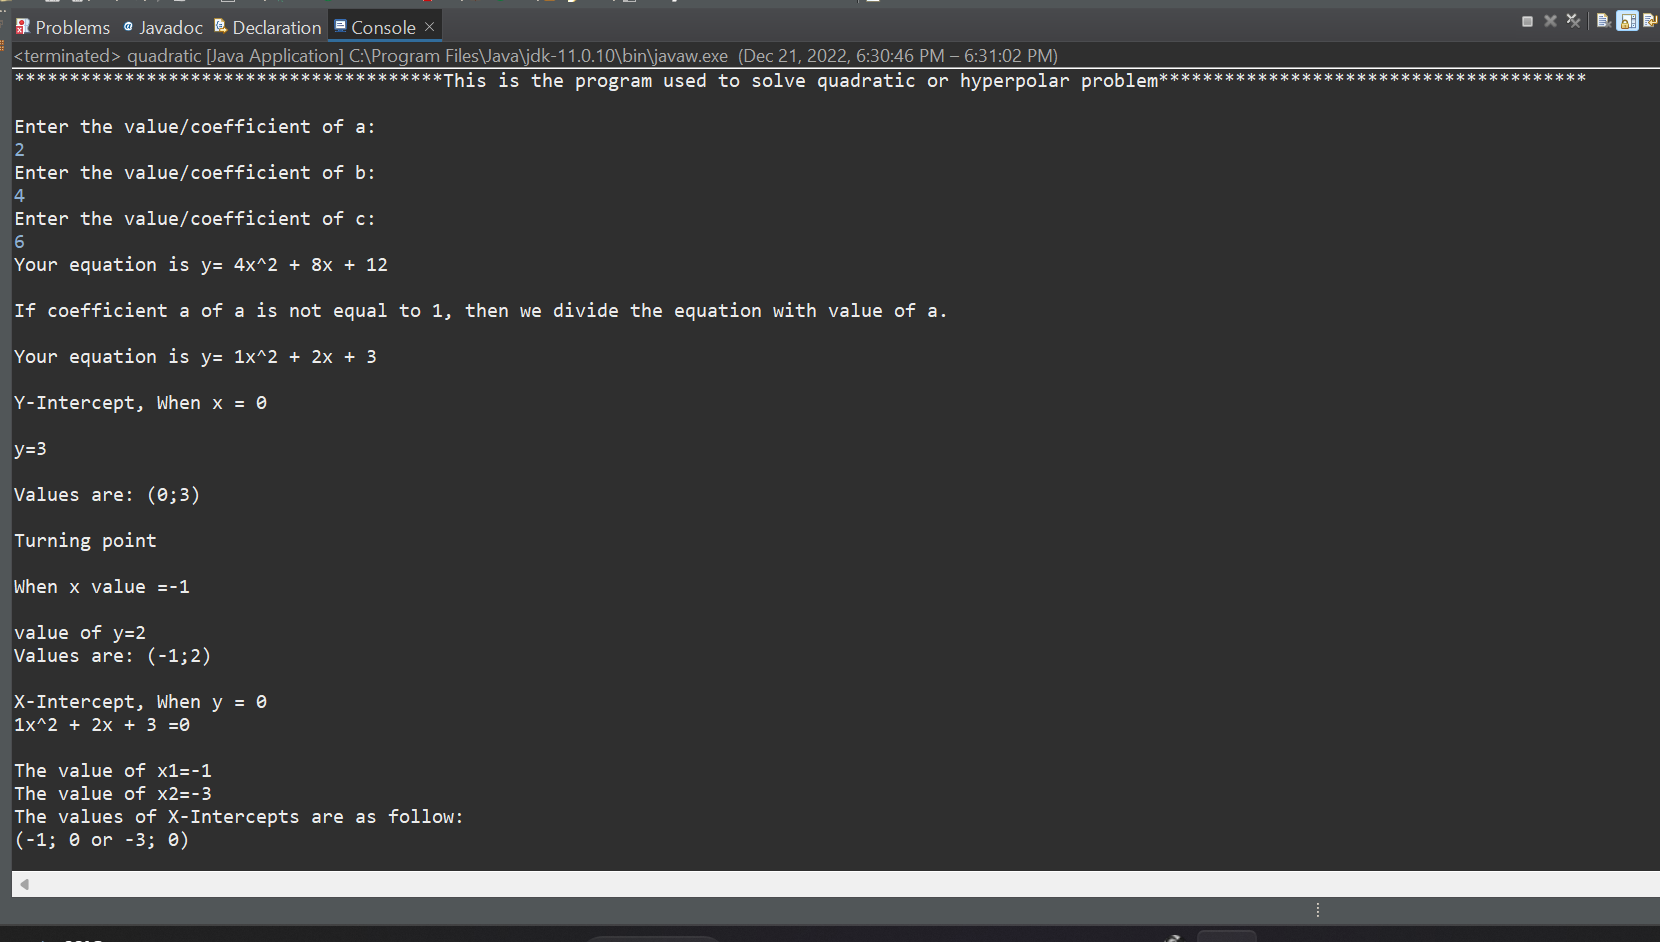 Problems @ Javadoc Declaration Console ×
<terminated> quadratic [Java Application] C:\Program Files\Java\jdk-11.0.10\bin\javaw.exe (Dec 21, 2022, 6:30:46 PM – 6:31:02 PM)
***************************************This is the program used to solve quadratic or hyperpolar problem***************************************
Enter the value/coefficient of a:
2
Enter the value/coefficient of b:
4
Enter the value/coefficient of c:
6
Your equation is y= 4x^2 + 8x + 12
If coefficient a of a is not equal to 1, then we divide the equation with value of a.
Your equation is y= 1x^2 + 2x + 3
Y-Intercept, When x = 0
y=3
Values are: (0;3)
Turning point
When x value =-1
value of y=2
Values are: (-1;2)
X-Intercept, When y = 0
1x^2 + 2x + 3 =0
The value of x1=-1
The value of x2=-3
The values of X-Intercepts are as follow:
(-1; 0 or -3; 0)